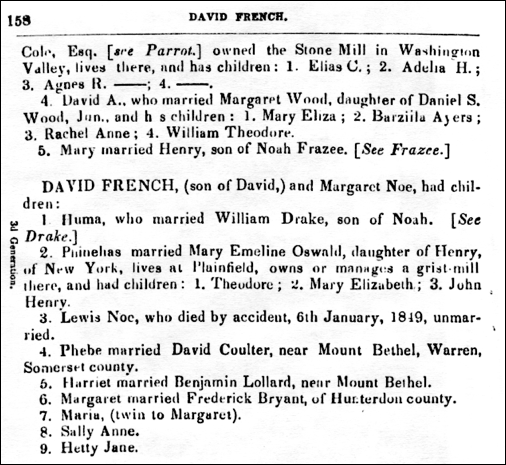 158
DAVID FRENCH.
Cole, Esq. [see Parrot.] owned the Stone Mill in Washington
Valley, lives there, and has children: 1. Elias C.; 2. Adelia H.;
3. Agnes R. ——; 4. ——.
4. David A., who married Margaret Wood, daughter of Daniel S.
Wood, Jun., and h s children: 1. Mary Eliza; 2. Barzilla Ayers;
3. Rachel Anne; 4. William Theodore.
5. Mary married Henry, son of Noah Frazee. [See Frazee.]
DAVID FRENCH, (son of David,) and Margaret Noe, had chil-
dren:
1. Huma, who married William Drake, son of Noah. [See
Drake.]
3d Generation.
2. Phinehas married Mary Emeline Oswald, daughter of Henry,
of New York, lives at Plainfield, owns or manages a grist-mill
there, and had children: 1. Theodore; 2. Mary Elizabeth; 3. John
Henry.
3. Lewis Noe, who died by accident, 6th January, 1849, unmar-
ried.
4. Phebe married David Coulter, near Mount Bethel, Warren,
Somerset county.
5. Harriet married Benjamin Lollard, near Mount Bethel.
6. Margaret married Frederick Bryant, of Hunterdon county.
7. Maria, (twin to Margaret).
8. Sally Anne.
9. Hetty Jane.